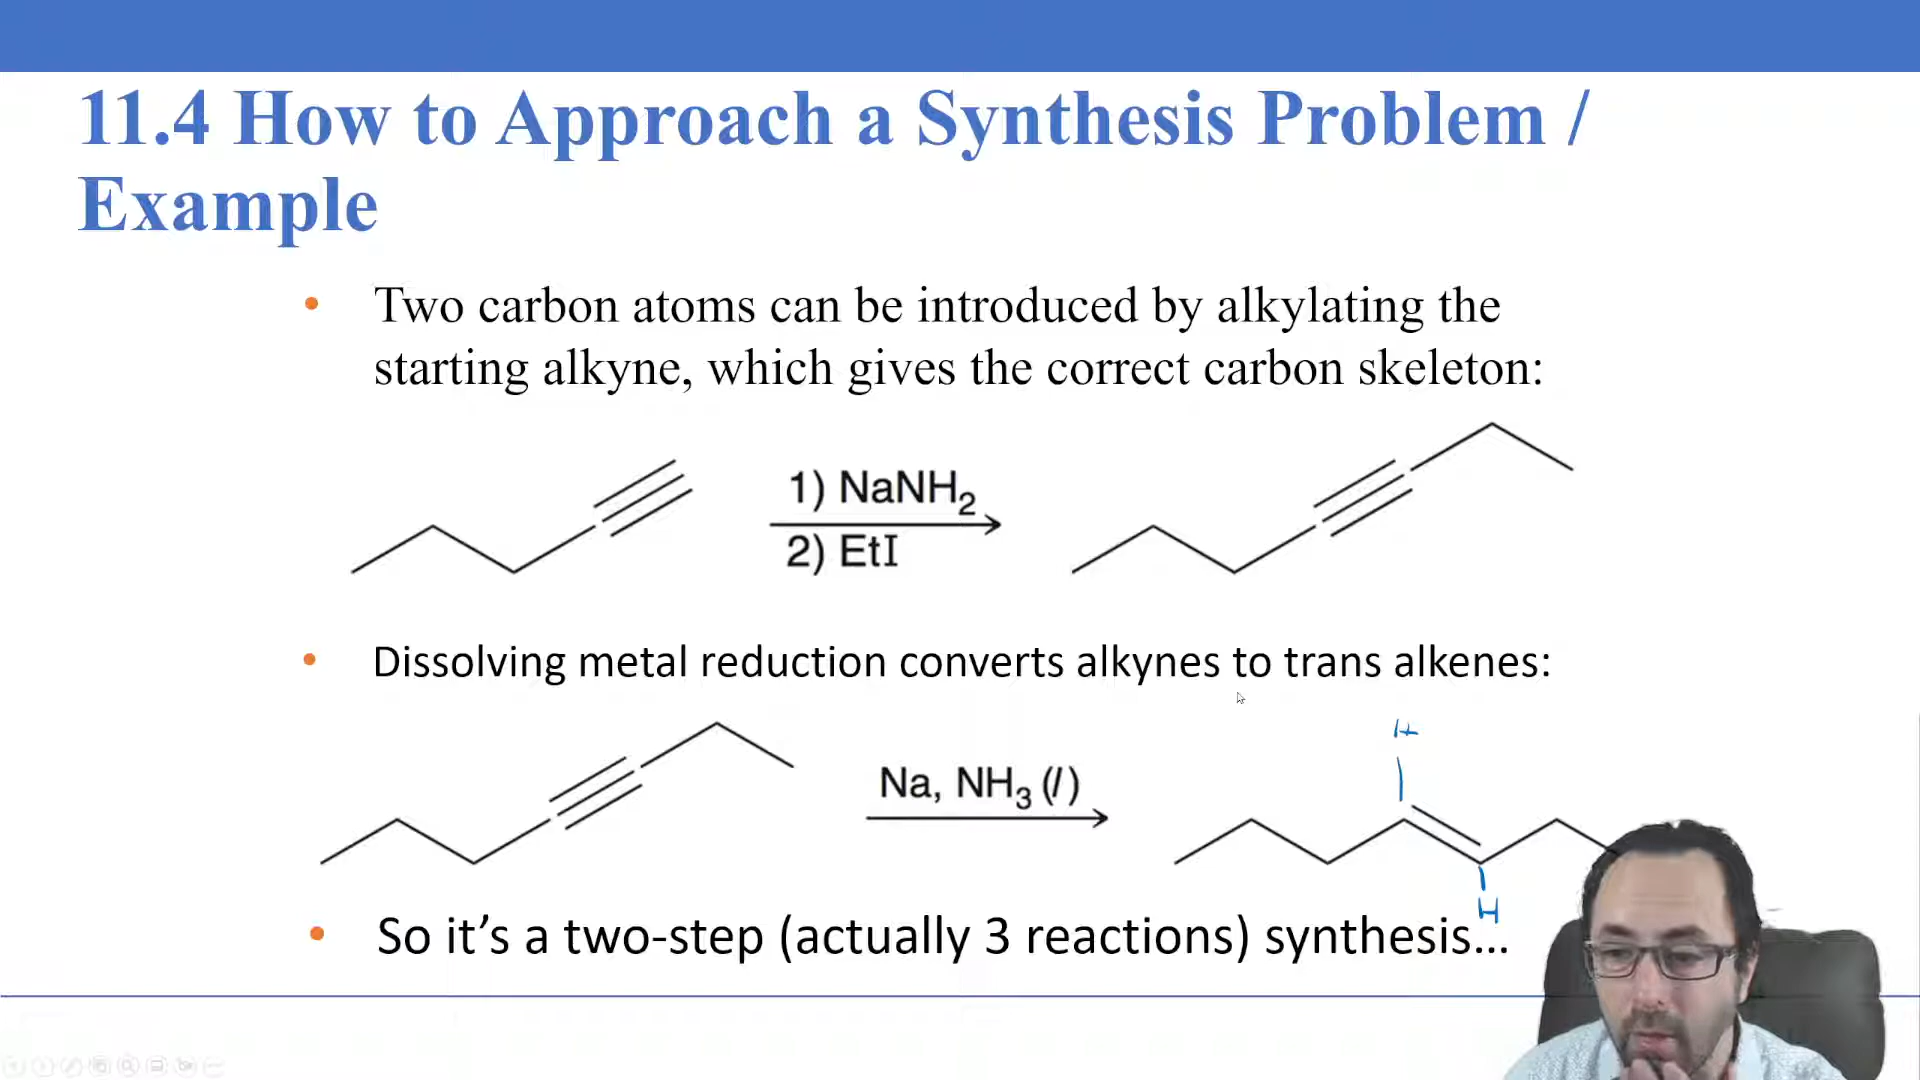 11.4 How to Approach a Synthesis Problem /
Example
• Two carbon atoms can be introduced by alkylating the
starting alkyne, which gives the correct carbon skeleton:
1) NaNH₂
2) EtI
• Dissolving metal reduction converts alkynes to trans alkenes:
H
Na, NH₃ (l)
H
• So it’s a two-step (actually 3 reactions) synthesis…